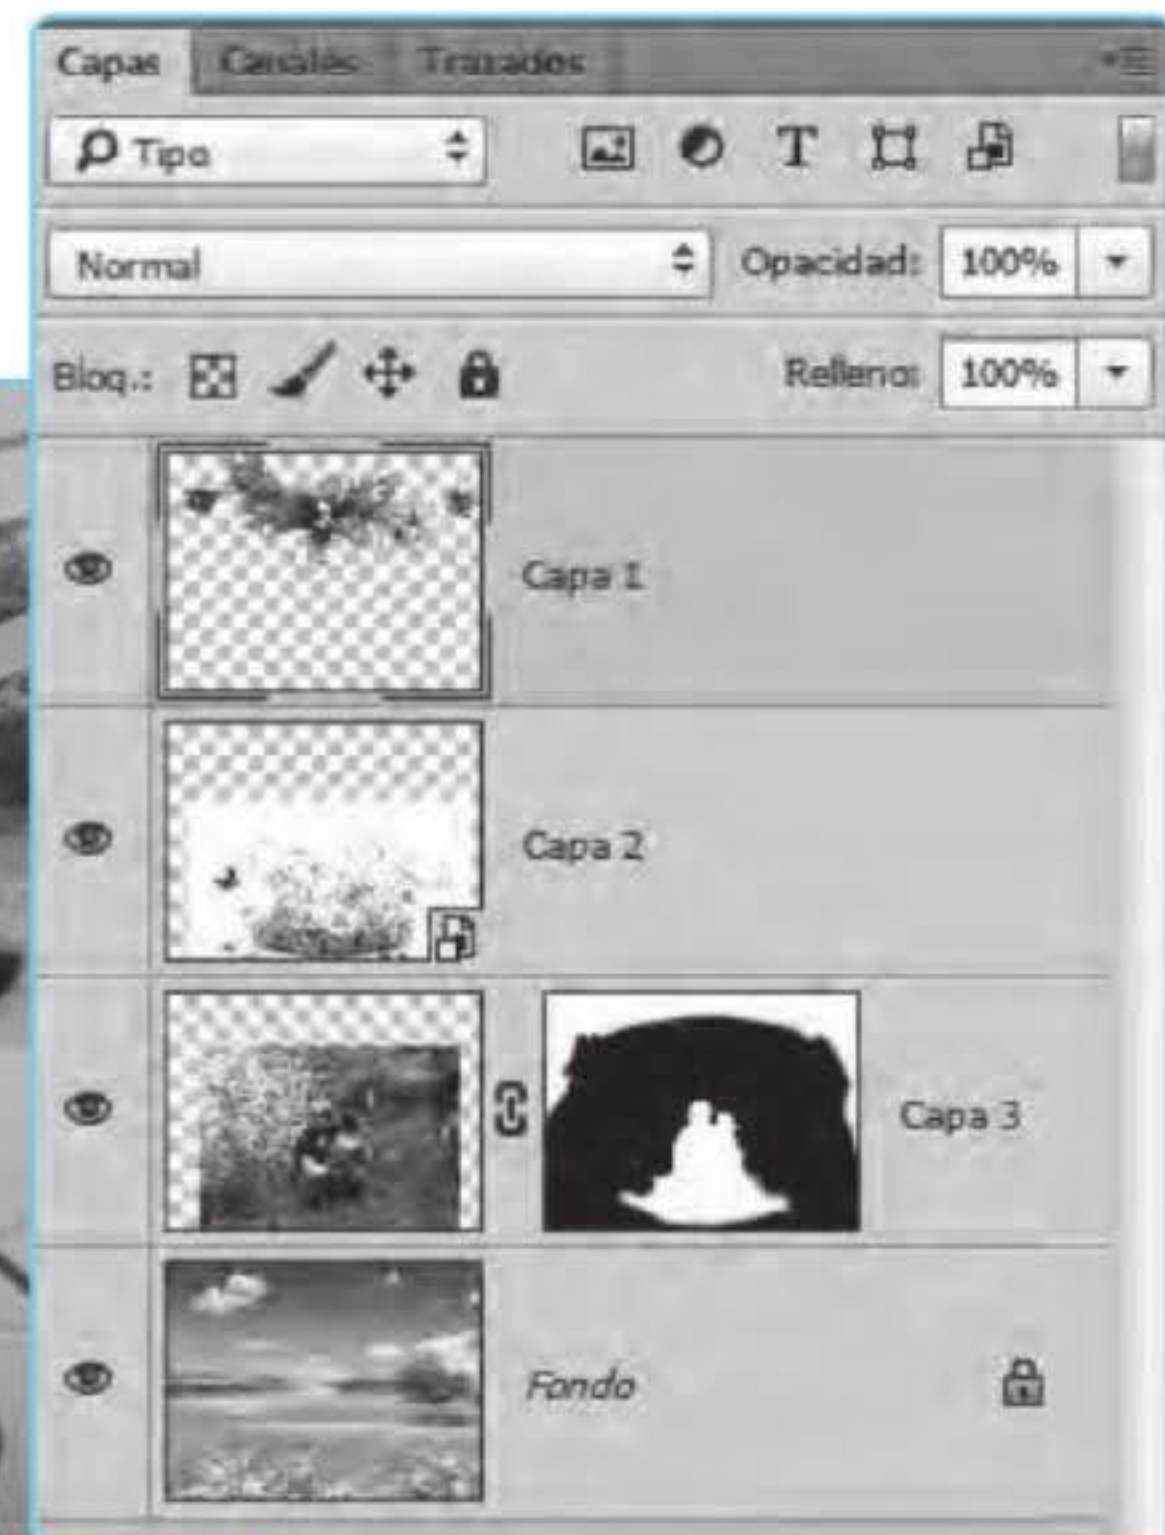 Capas Canales Trazados
Tipo T
Normal Opacidad: 100%
Bloq.: Relleno: 100%
Capa 1
Capa 2
Capa 3
Fondo